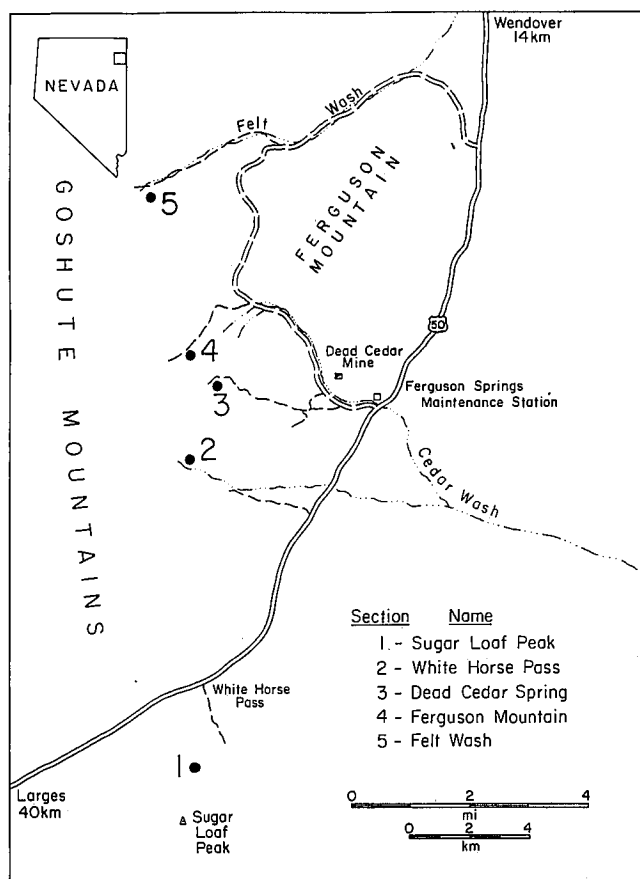 Wendover
14km
NEVADA
Felt Wash
5
FERGUSON
MOUNTAIN
GOSHUTE MOUNTAINS
50
4
Dead Cedar
Mine
3
Ferguson Springs
Maintenance Station
2
Cedar Wash
Section Name
1 - Sugar Loaf Peak
2 - White Horse Pass
3 - Dead Cedar Spring
4 - Ferguson Mountain
5 - Felt Wash
White Horse
Pass
1
Larges
40km
Sugar
Loaf
Peak
0 4
mi
0 2 4
km